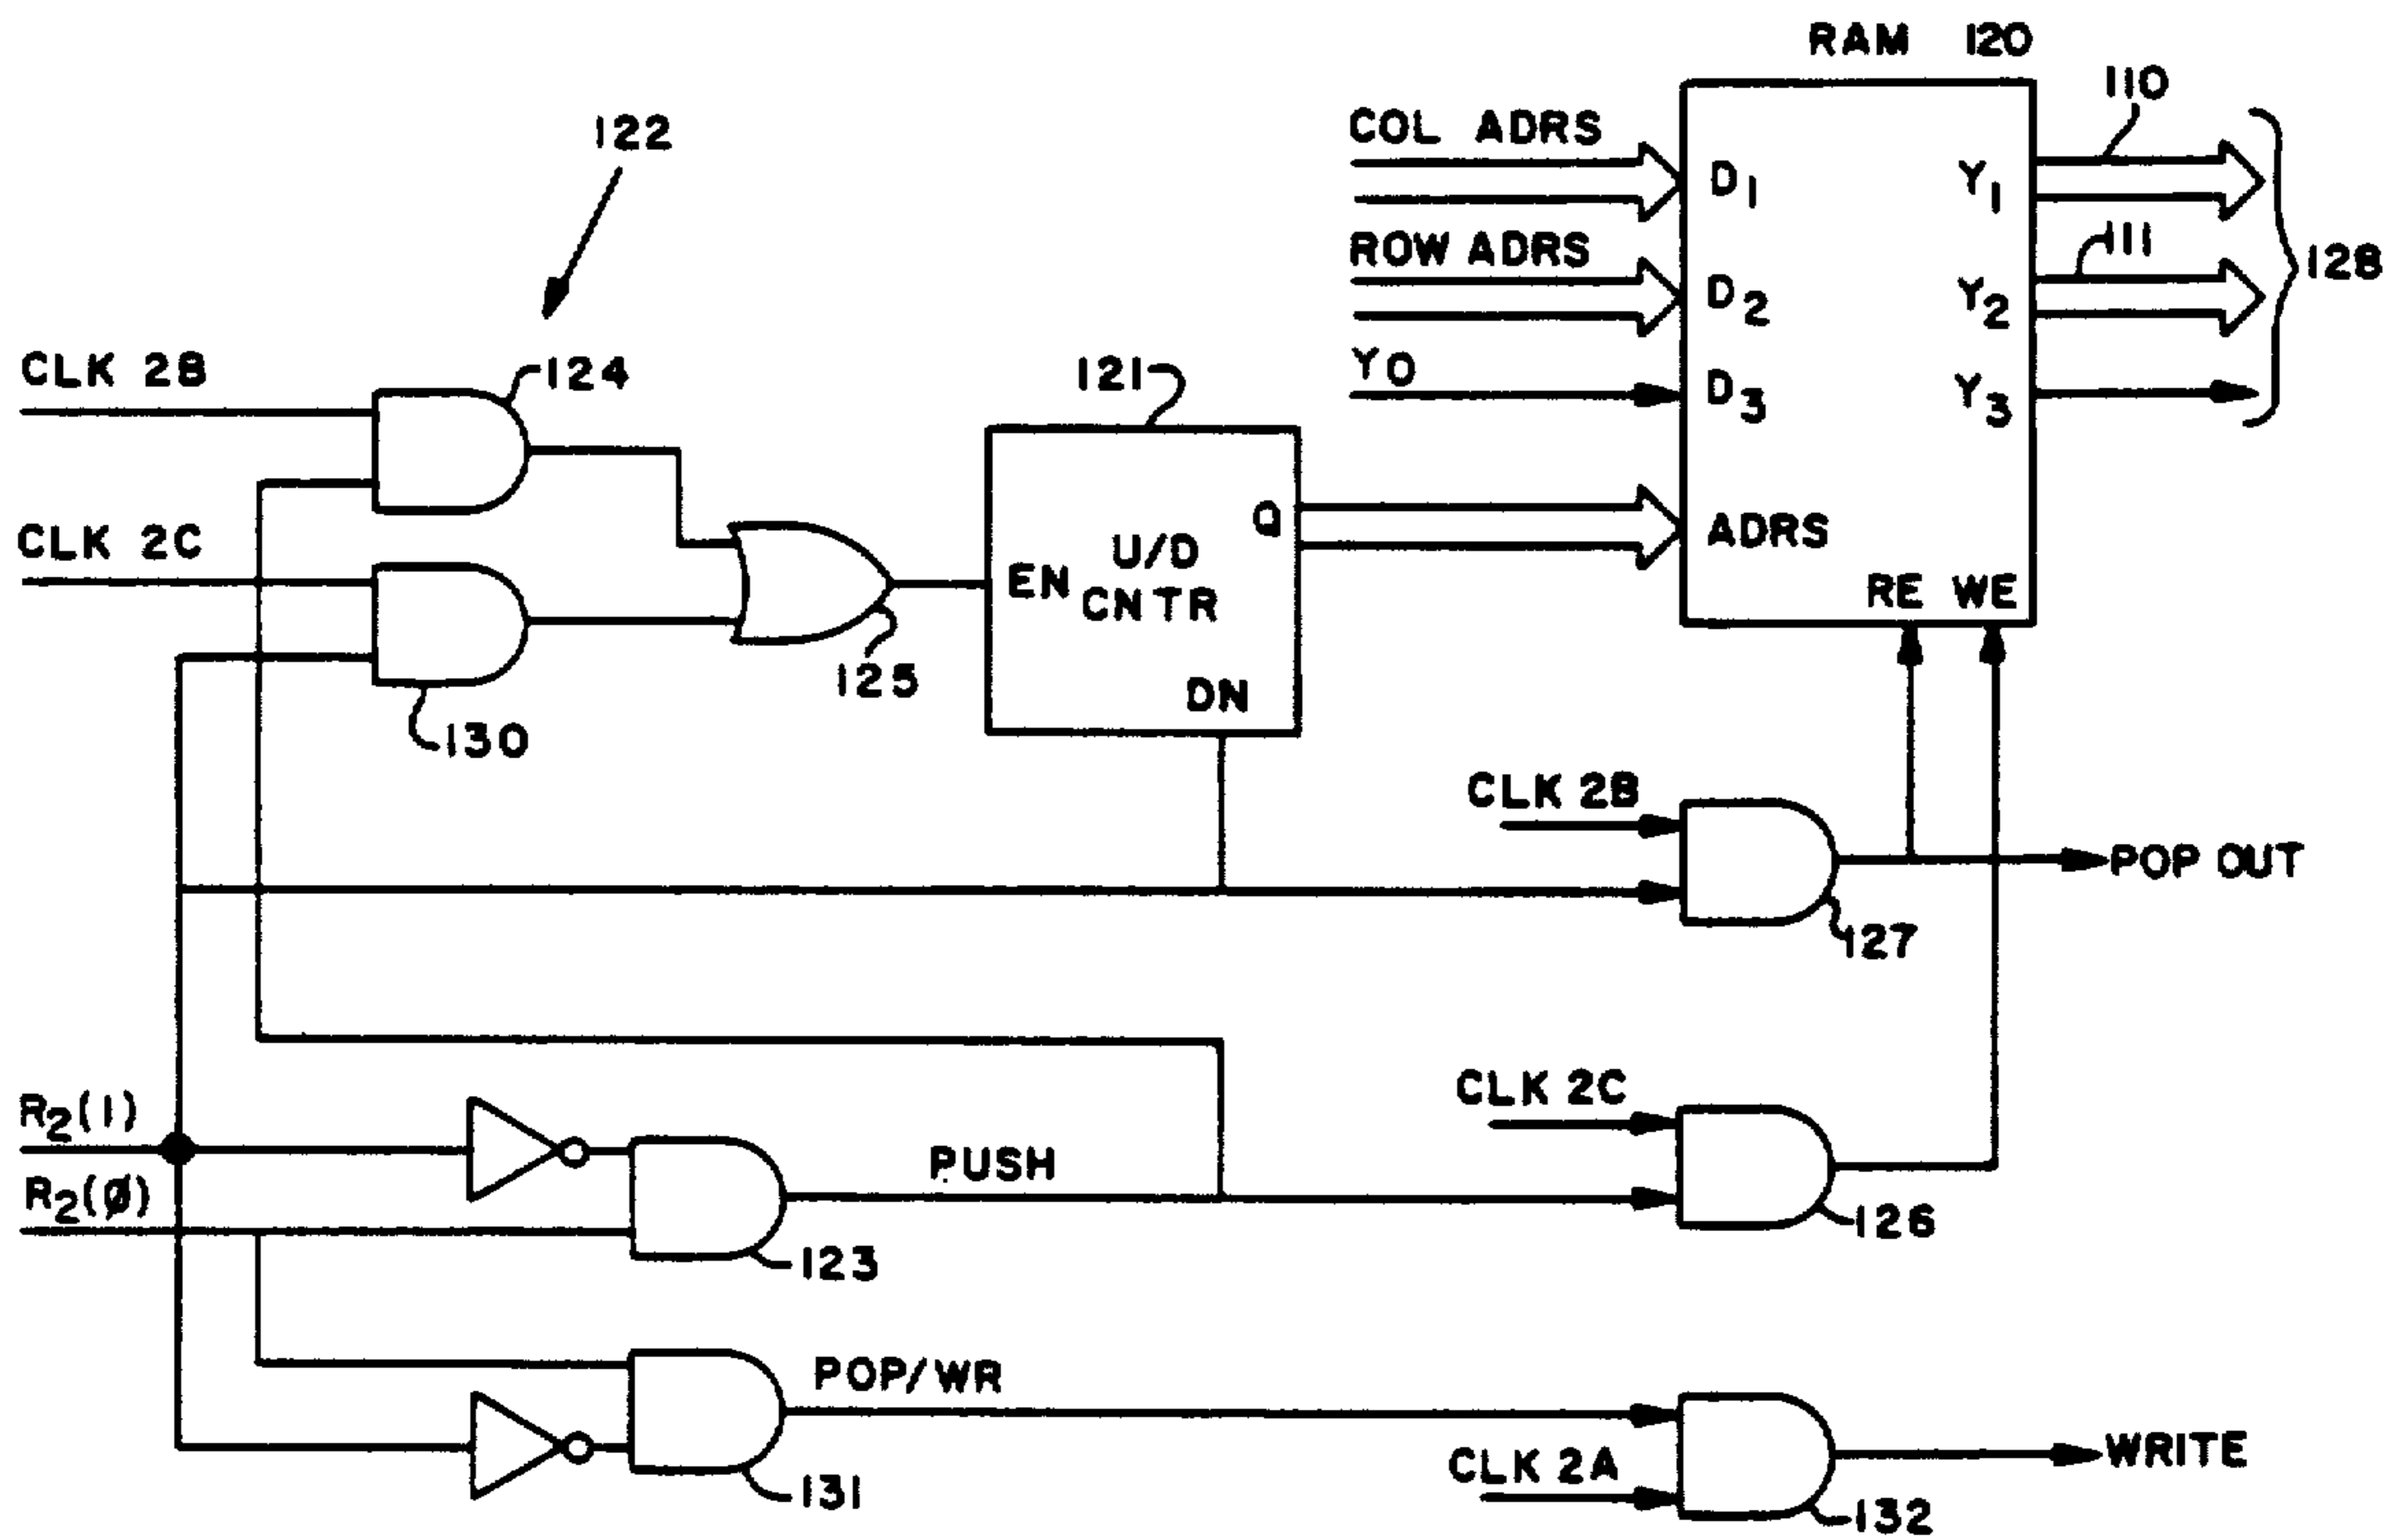 RAM 120
110
122
COL ADRS
D1
Y1
111
ROW ADRS
128
D2
Y2
CLK 2B
124
121
Y0
D3
Y3
CLK 2C
Q
U/D
CNTR
EN
ADRS
RE WE
125
DN
130
CLK 2B
POP OUT
127
R2(1)
CLK 2C
PUSH
R2(Ø)
126
123
POP/WR
CLK 2A
WRITE
131
132